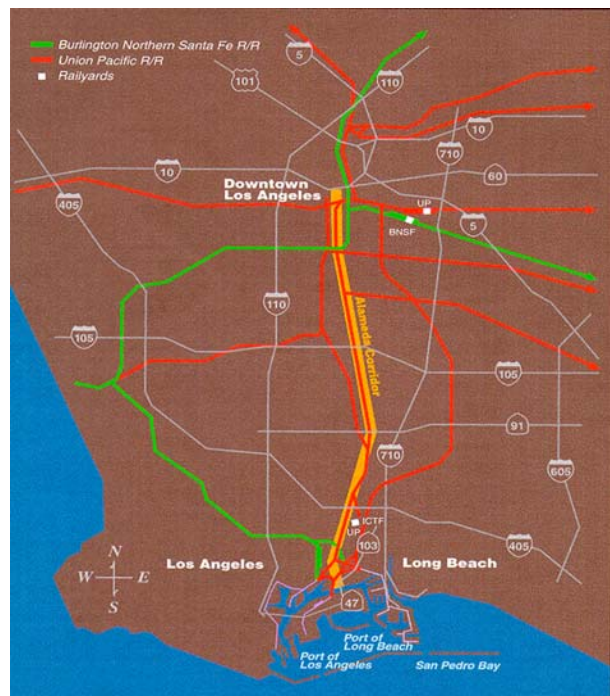 Burlington Northern Santa Fe R/R
Union Pacific R/R
Railyards
5
101
110
10
710
10
60
Downtown
Los Angeles
405
UP
BNSF
5
110
Alameda Corridor
105
105
91
710
605
ICTF
UP
103
405
Los Angeles
Long Beach
N
W E
S
47
Port of
Long Beach
Port of
Los Angeles
San Pedro Bay